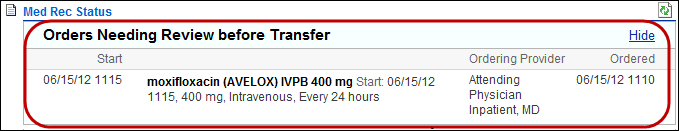 Med Rec Status
Orders Needing Review before Transfer Hide
Start Ordering Provider Ordered
06/15/12 1115 moxifloxacin (AVELOX) IVPB 400 mg Start: 06/15/12 Attending 06/15/12 1110
1115, 400 mg, Intravenous, Every 24 hours Physician
Inpatient, MD